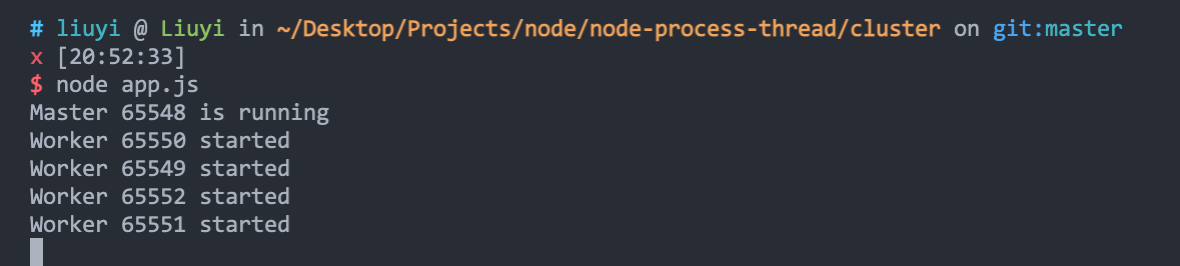 # liuyi @ Liuyi in ~/Desktop/Projects/node/node-process-thread/cluster on git:master
x [20:52:33]
$ node app.js
Master 65548 is running
Worker 65550 started
Worker 65549 started
Worker 65552 started
Worker 65551 started